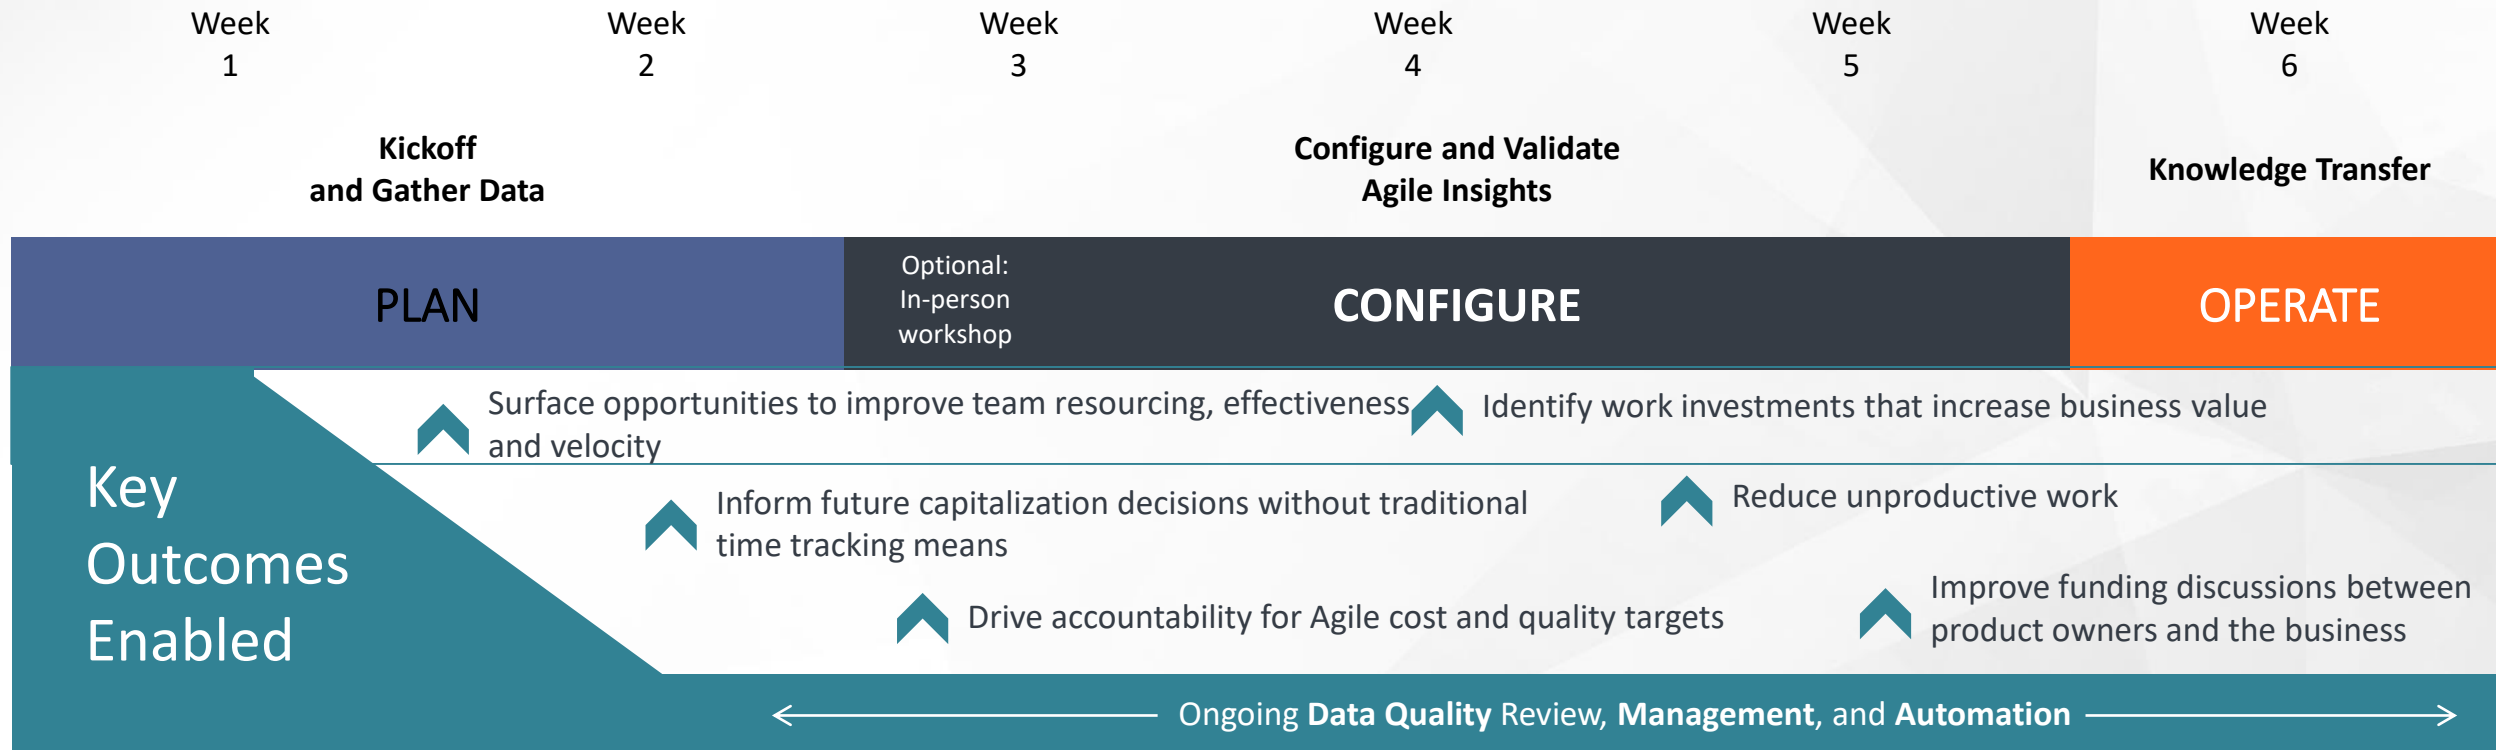 Week
1
Week
2
Week
3
Week
4
Week
5
Week
6
Kickoff
and Gather Data
Configure and Validate
Agile Insights
Knowledge Transfer
PLAN
Optional:
In-person
workshop
CONFIGURE
OPERATE
Key
Outcomes
Enabled
Surface opportunities to improve team resourcing, effectiveness
and velocity
Identify work investments that increase business value
Inform future capitalization decisions without traditional
time tracking means
Reduce unproductive work
Drive accountability for Agile cost and quality targets
Improve funding discussions between
product owners and the business
Ongoing Data Quality Review, Management, and Automation